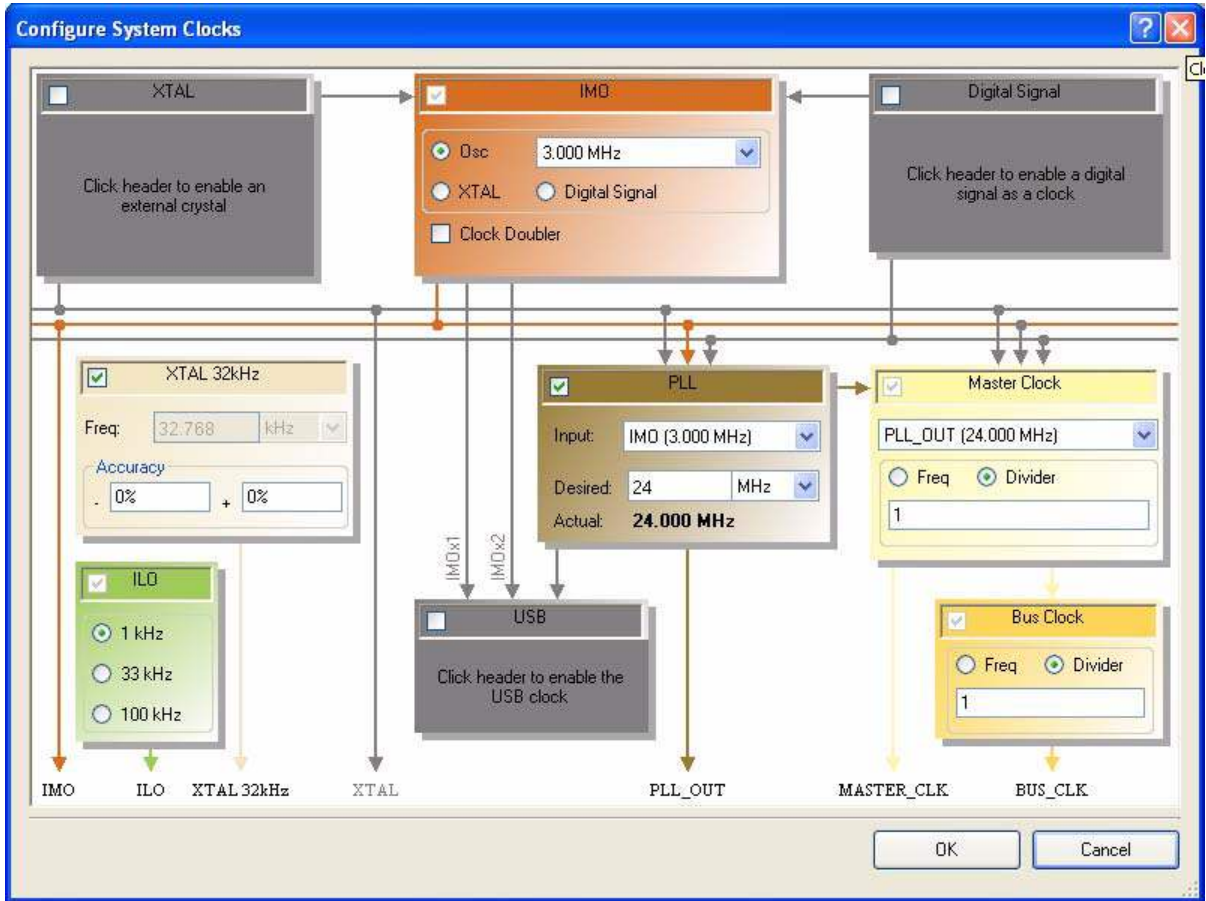 Configure System Clocks
Cl
XTAL
Click header to enable an
external crystal
IMO
Osc
3.000 MHz
XTAL
Digital Signal
Clock Doubler
Digital Signal
Click header to enable a digital
signal as a clock
XTAL 32kHz
Freq:
32.768
kHz
Accuracy
- 0%
+ 0%
PLL
Input:
IMO (3.000 MHz)
Desired:
24
MHz
Actual:
24.000 MHz
Master Clock
PLL_OUT (24.000 MHz)
Freq
Divider
1
IMOx1
IMOx2
ILO
1 kHz
33 kHz
100 kHz
USB
Click header to enable the
USB clock
Bus Clock
Freq
Divider
1
IMO
ILO
XTAL 32kHz
XTAL
PLL_OUT
MASTER_CLK
BUS_CLK
OK
Cancel